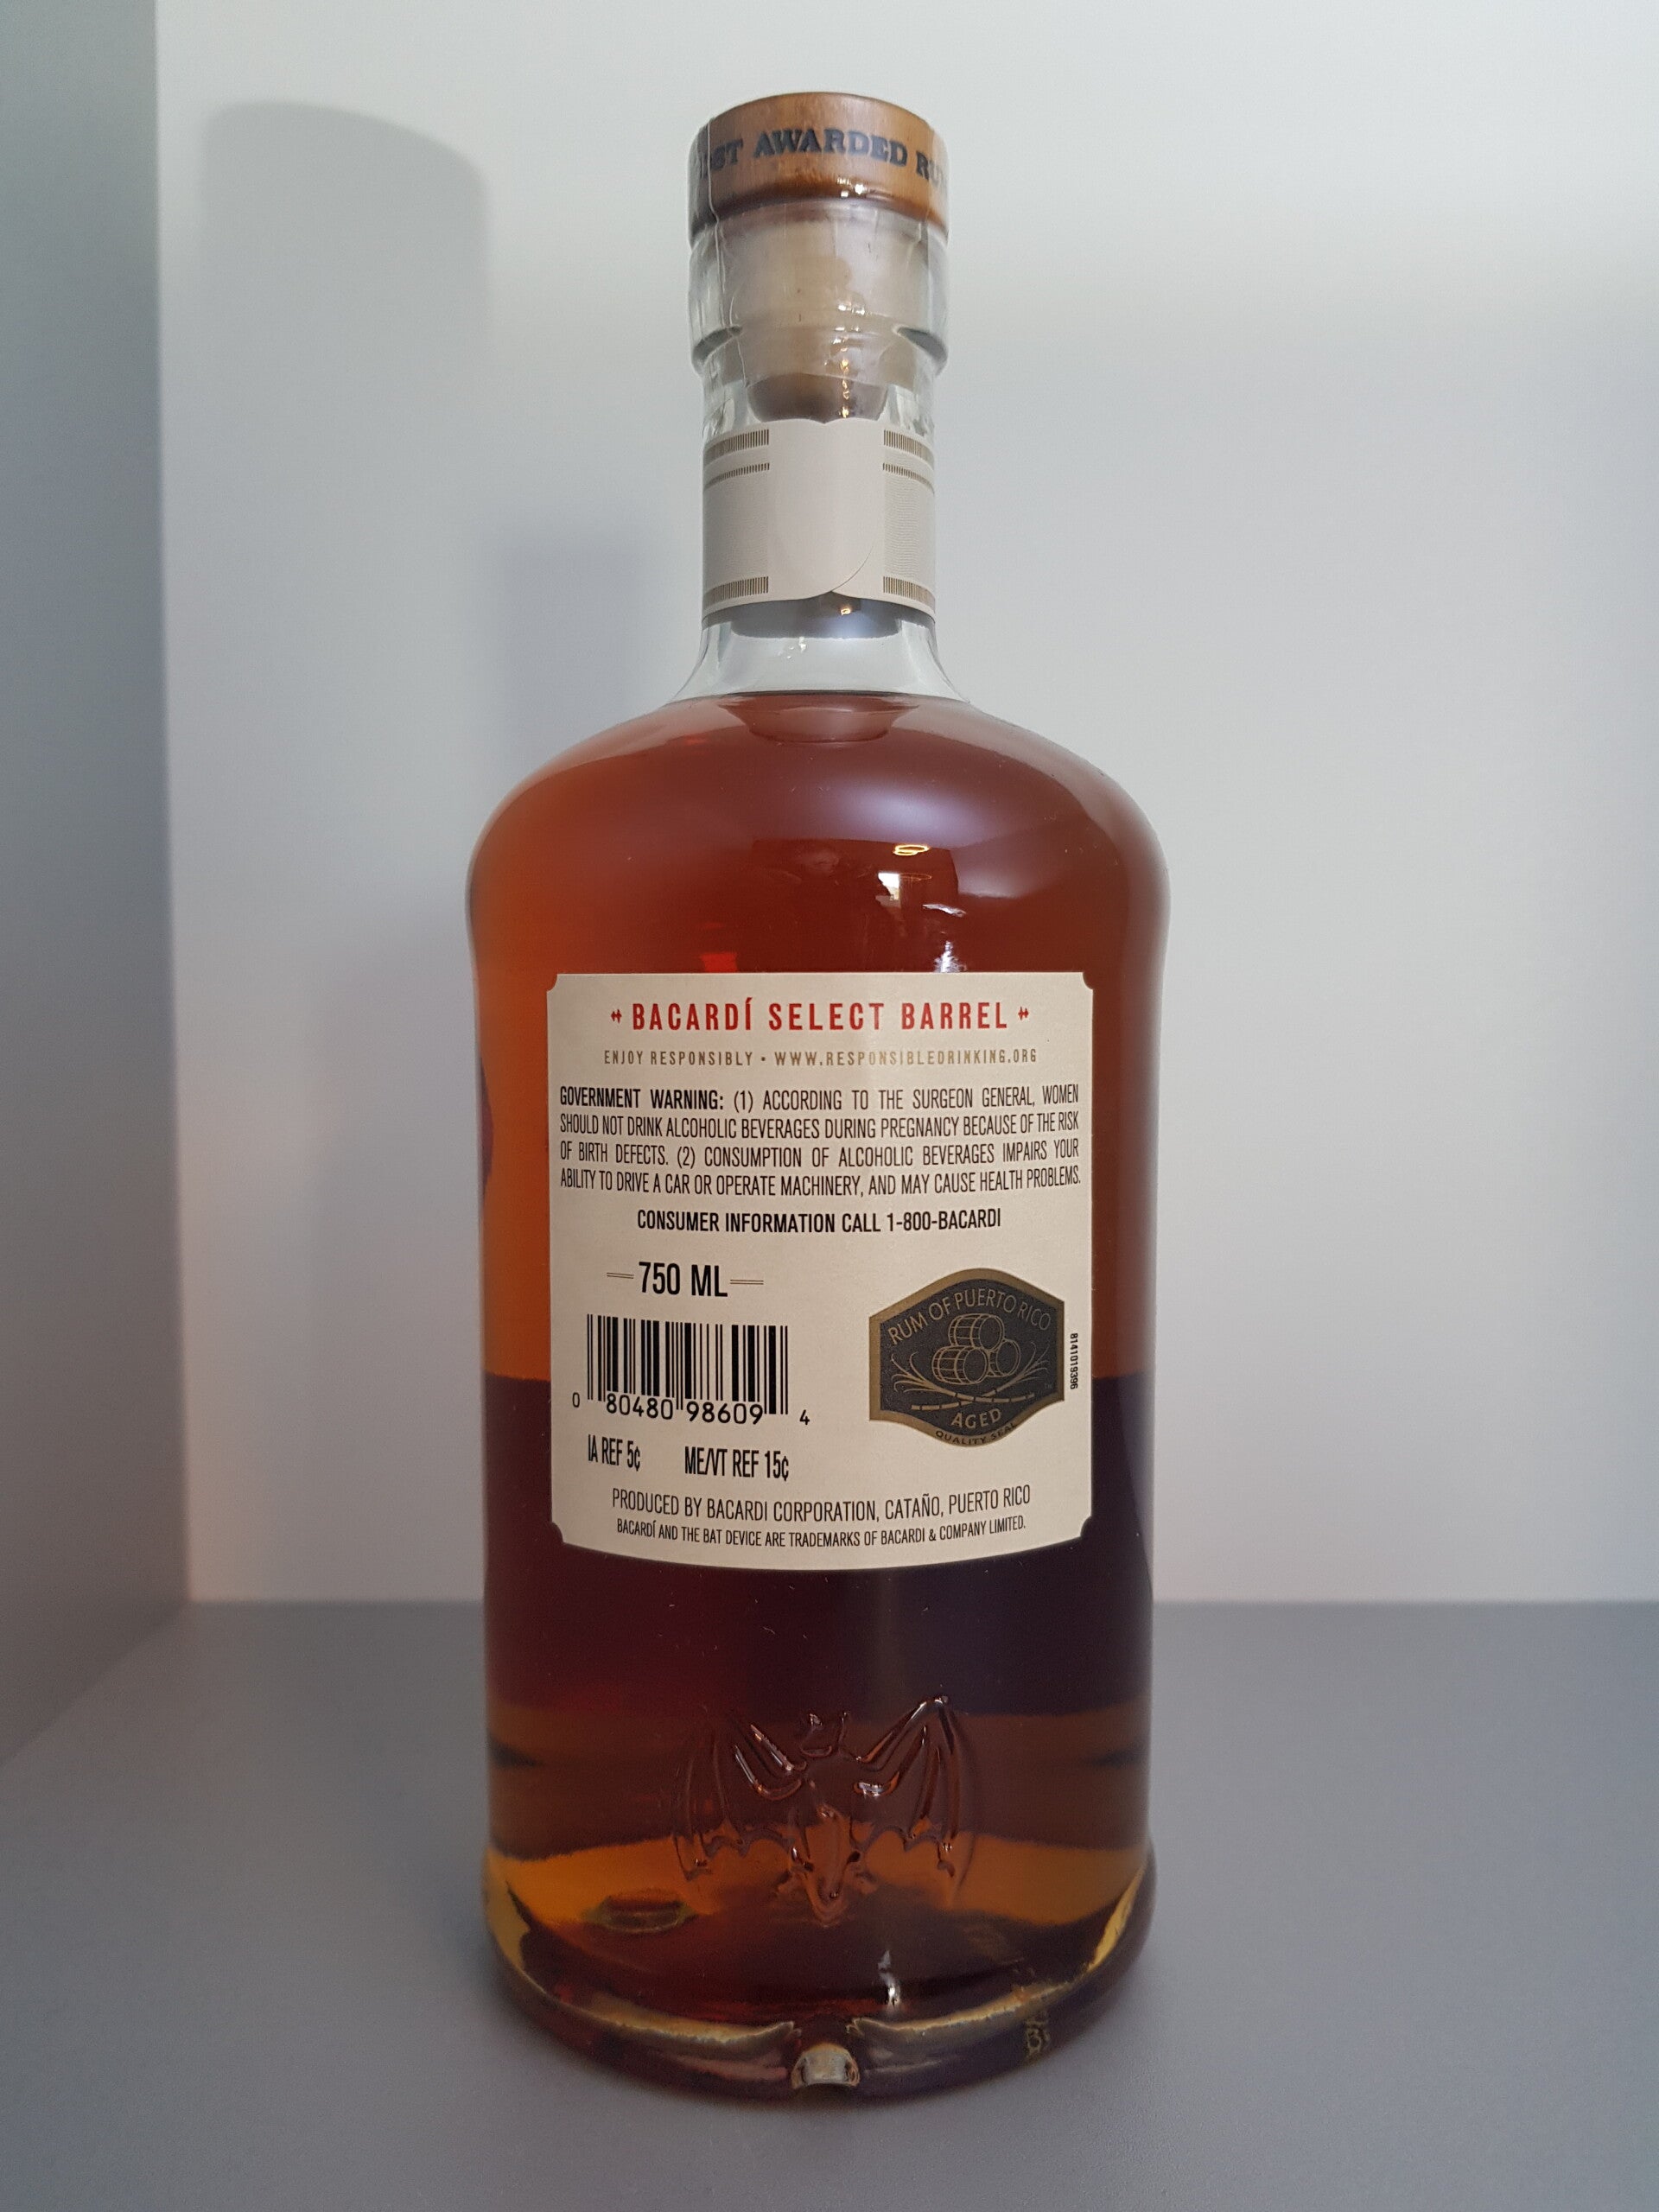 AWARDED
BACARDÍ SELECT BARREL
ENJOY RESPONSIBLY • WWW.RESPONSIBLEDRINKING.ORG
GOVERNMENT WARNING: (1) ACCORDING TO THE SURGEON GENERAL, WOMEN
SHOULD NOT DRINK ALCOHOLIC BEVERAGES DURING PREGNANCY BECAUSE OF THE RISK
OF BIRTH DEFECTS. (2) CONSUMPTION OF ALCOHOLIC BEVERAGES IMPAIRS YOUR
ABILITY TO DRIVE A CAR OR OPERATE MACHINERY, AND MAY CAUSE HEALTH PROBLEMS.
CONSUMER INFORMATION CALL 1-800-BACARDI
750 ML
0 80480 98609 4
IA REF 5¢ ME/VT REF 15¢
RUM OF PUERTO RICO
AGED
QUALITY SEAL
8141019396
PRODUCED BY BACARDI CORPORATION, CATAÑO, PUERTO RICO
BACARDÍ AND THE BAT DEVICE ARE TRADEMARKS OF BACARDI & COMPANY LIMITED.